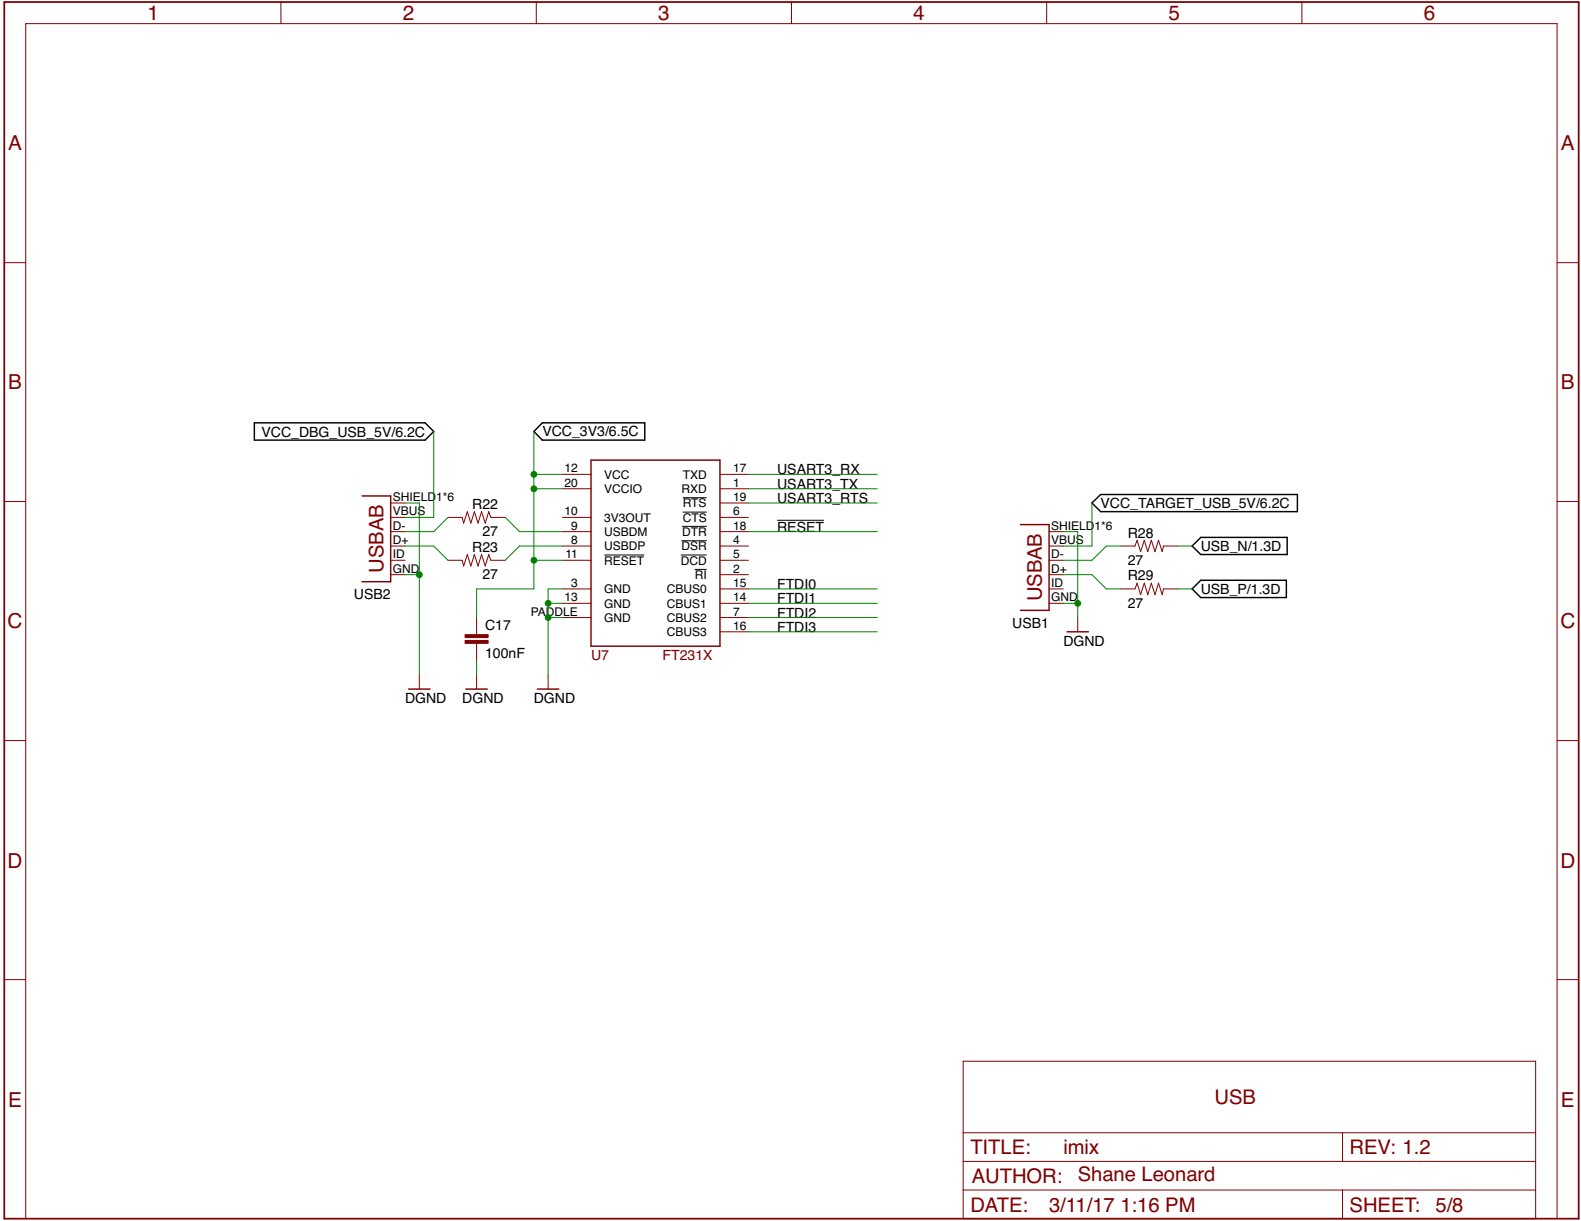 1 2 3 4 5 6
A A
B B
C C
D D
E E
VCC_DBG_USB_5V/6.2C
USBAB
SHIELD1*6
VBUS
D-
D+
ID
GND
USB2
R22
27
R23
27
DGND
C17
100nF
DGND
VCC_3V3/6.5C
12 VCC
20 VCCIO
10 3V3OUT
9 USBDM
8 USBDP
11 RESET
3 GND
13 GND
PADDLE GND
DGND
TXD 17 USART3_RX
RXD 1 USART3_TX
RTS 19 USART3_RTS
CTS 6
DTR 18 RESET
DSR 4
DCD 5
RI 2
CBUS0 15 FTDI0
CBUS1 14 FTDI1
CBUS2 7 FTDI2
CBUS3 16 FTDI3
U7 FT231X
VCC_TARGET_USB_5V/6.2C
USBAB
SHIELD1*6
VBUS
D-
D+
ID
GND
USB1
DGND
R28
27
USB_N/1.3D
R29
27
USB_P/1.3D
USB
TITLE: imix REV: 1.2
AUTHOR: Shane Leonard
DATE: 3/11/17 1:16 PM SHEET: 5/8